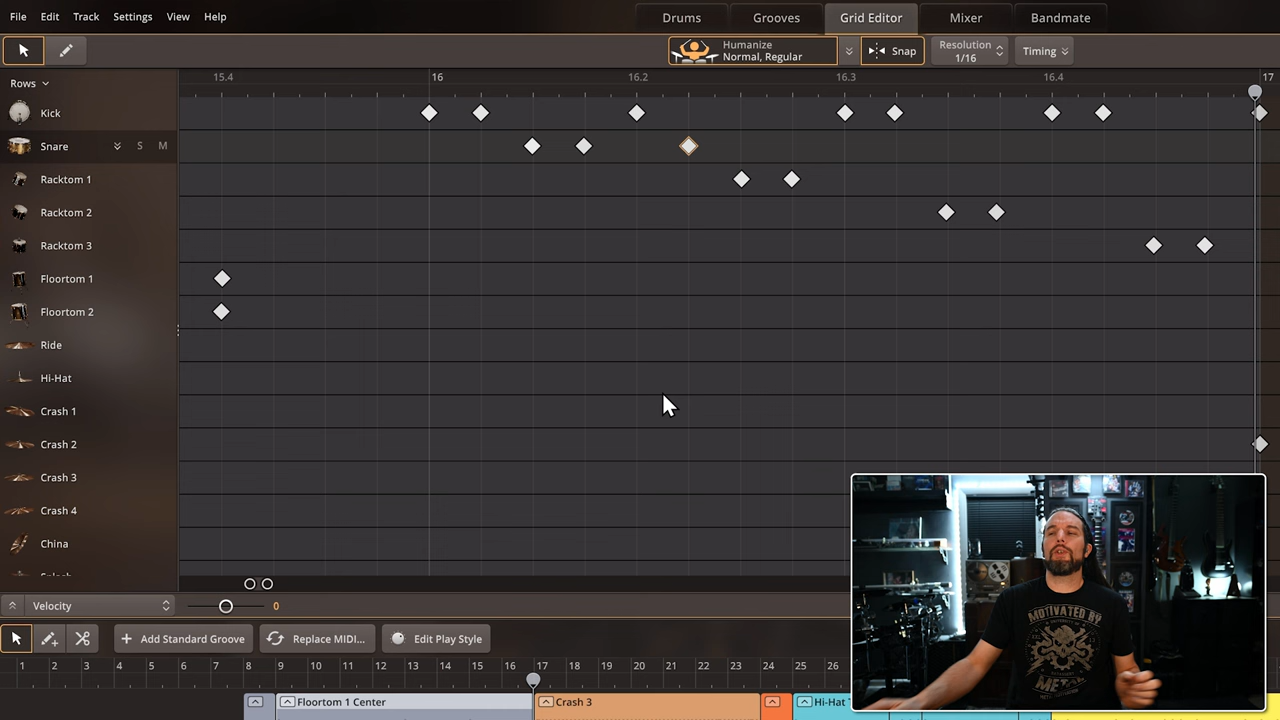 File Edit Track Settings View Help
Drums Grooves Grid Editor Mixer Bandmate
Humanize
Normal, Regular
Snap
Resolution
1/16
Timing
Rows
15.4 16 16.2 16.3 16.4 17
Kick
Snare S M
Racktom 1
Racktom 2
Racktom 3
Floortom 1
Floortom 2
Ride
Hi-Hat
Crash 1
Crash 2
Crash 3
Crash 4
China
Velocity 0
Add Standard Groove Replace MIDI... Edit Play Style
1 2 3 4 5 6 7 8 9 10 11 12 13 14 15 16 17 18 19 20 21 22 23 24 25 26
Floortom 1 Center Crash 3 Hi-Hat
MOTIVATED BY
METAL